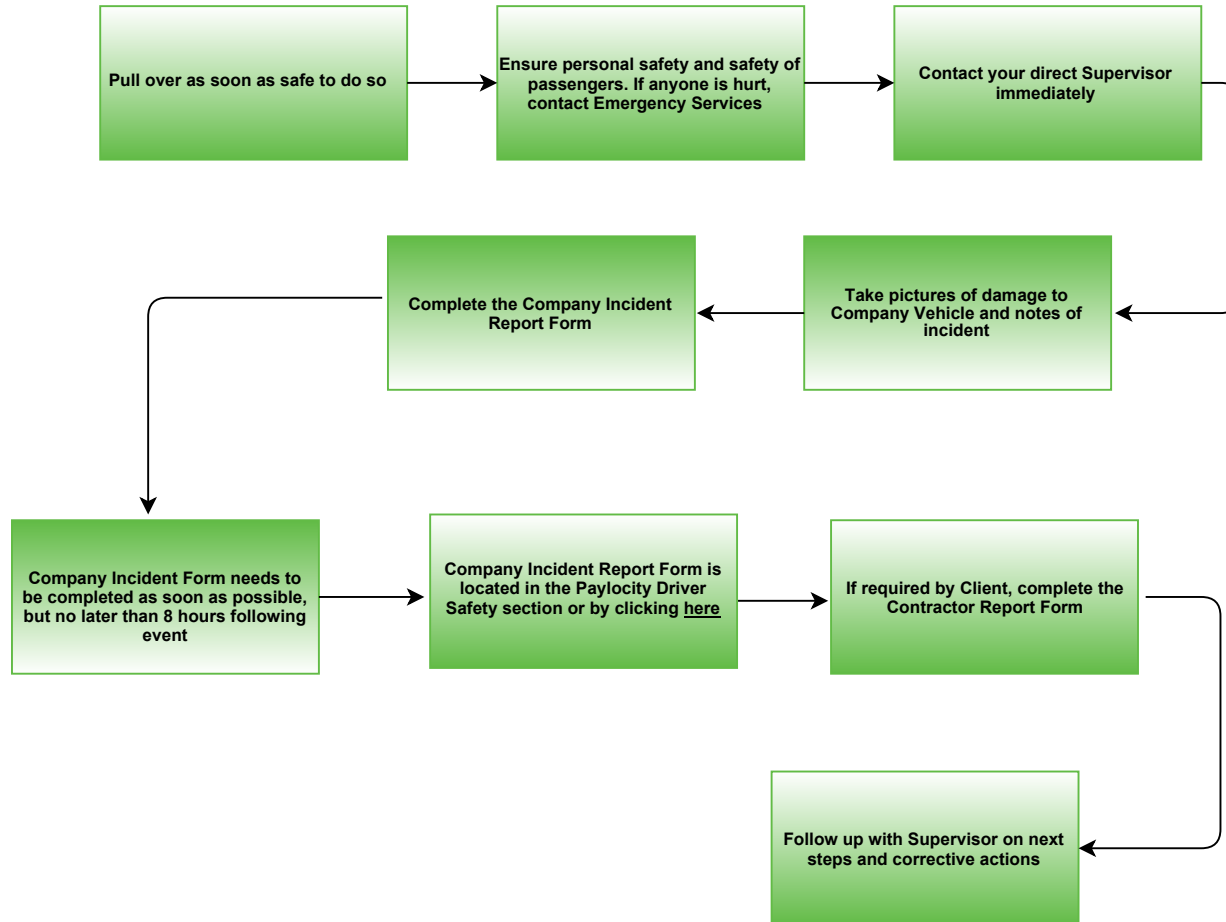 Pull over as soon as safe to do so
Ensure personal safety and safety of
passengers. If anyone is hurt,
contact Emergency Services
Contact your direct Supervisor
immediately
Take pictures of damage to
Company Vehicle and notes of
incident
Complete the Company Incident
Report Form
Company Incident Form needs to
be completed as soon as possible,
but no later than 8 hours following
event
Company Incident Report Form is
located in the Paylocity Driver
Safety section or by clicking here
If required by Client, complete the
Contractor Report Form
Follow up with Supervisor on next
steps and corrective actions